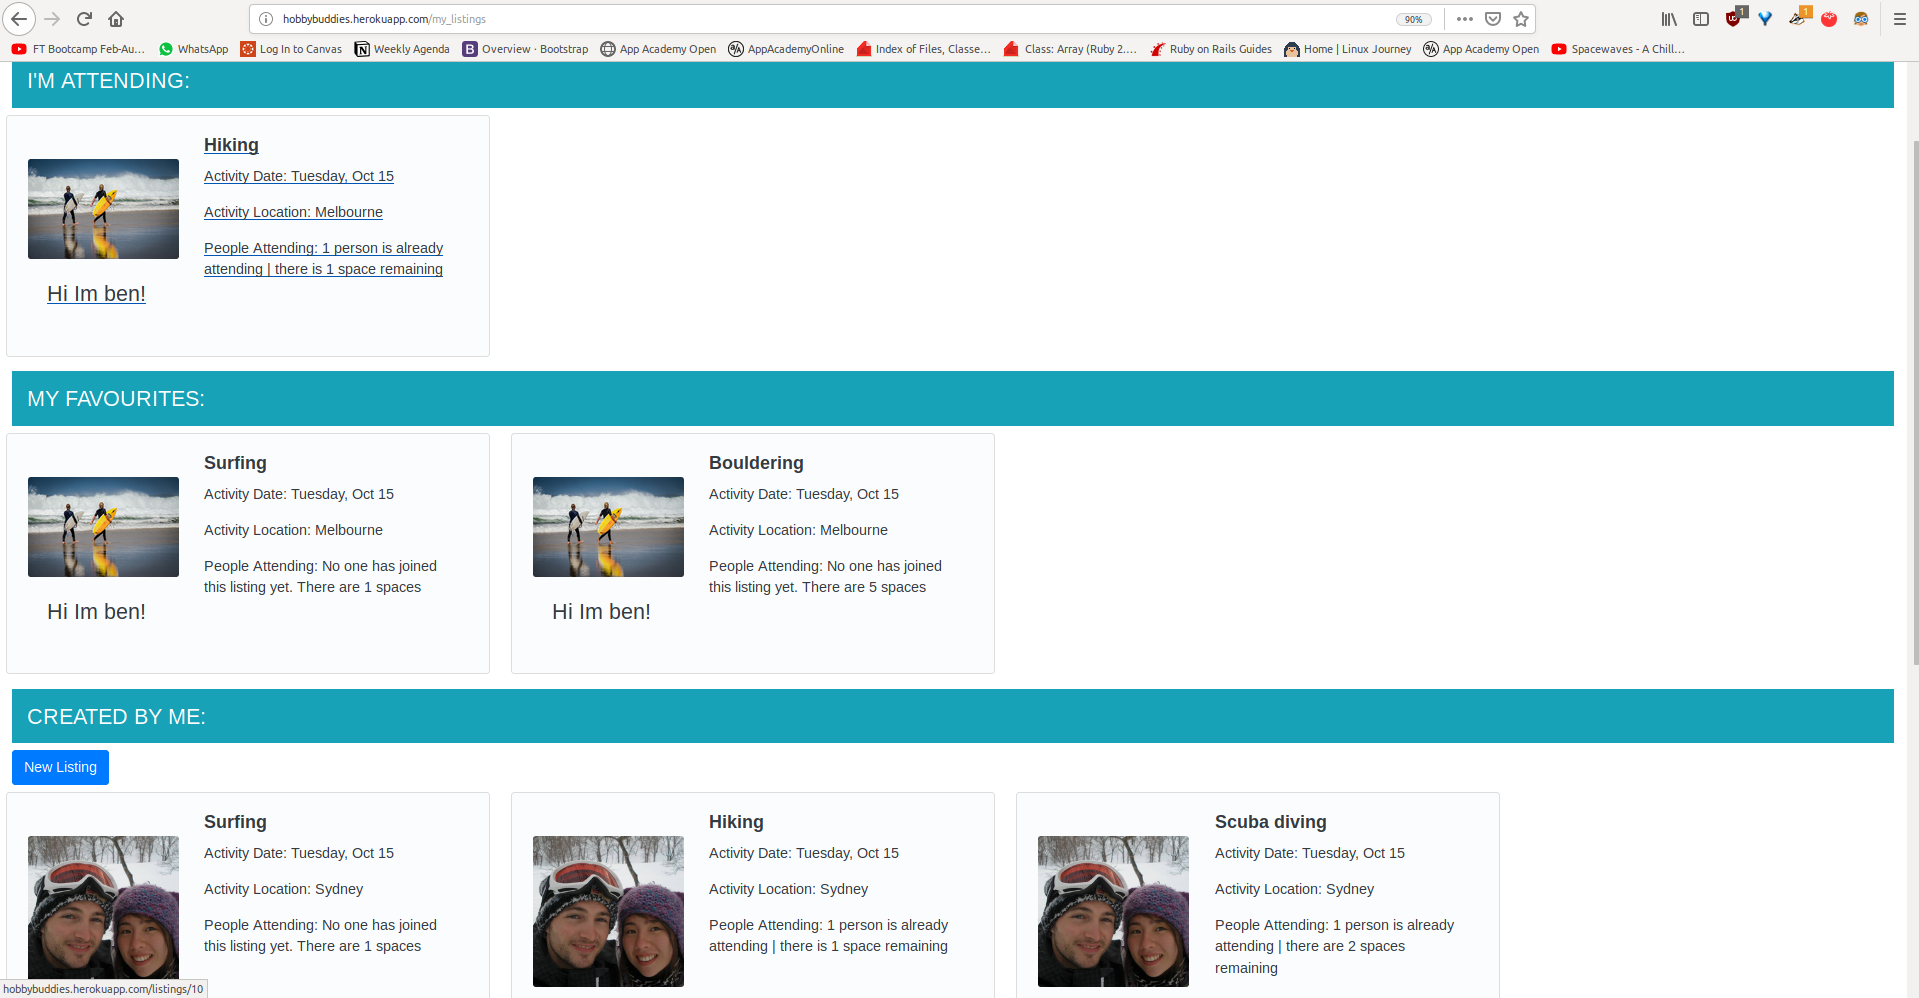 hobbybuddies.herokuapp.com/my_listings
90%
1
1
FT Bootcamp Feb-Au...
WhatsApp
Log In to Canvas
Weekly Agenda
Overview · Bootstrap
App Academy Open
AppAcademyOnline
Index of Files, Classe...
Class: Array (Ruby 2....
Ruby on Rails Guides
Home | Linux Journey
App Academy Open
Spacewaves - A Chill...
I'M ATTENDING:
Hiking
Activity Date: Tuesday, Oct 15
Activity Location: Melbourne
People Attending: 1 person is already
attending | there is 1 space remaining
Hi Im ben!
MY FAVOURITES:
Surfing
Activity Date: Tuesday, Oct 15
Activity Location: Melbourne
People Attending: No one has joined
this listing yet. There are 1 spaces
Hi Im ben!
Bouldering
Activity Date: Tuesday, Oct 15
Activity Location: Melbourne
People Attending: No one has joined
this listing yet. There are 5 spaces
Hi Im ben!
CREATED BY ME:
New Listing
Surfing
Activity Date: Tuesday, Oct 15
Activity Location: Sydney
People Attending: No one has joined
this listing yet. There are 1 spaces
Hiking
Activity Date: Tuesday, Oct 15
Activity Location: Sydney
People Attending: 1 person is already
attending | there is 1 space remaining
Scuba diving
Activity Date: Tuesday, Oct 15
Activity Location: Sydney
People Attending: 1 person is already
attending | there are 2 spaces
remaining
hobbybuddies.herokuapp.com/listings/10